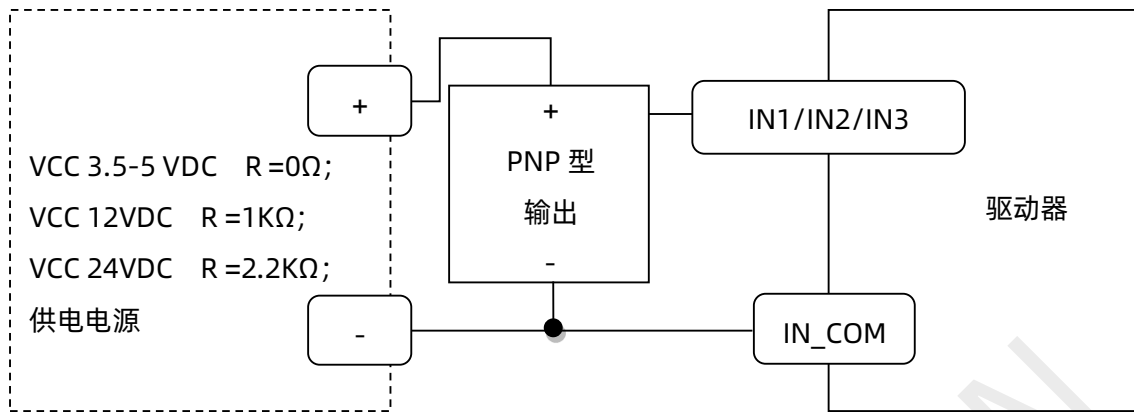 +
VCC 3.5-5 VDC R =0Ω；
VCC 12VDC R =1KΩ；
VCC 24VDC R =2.2KΩ；
供电电源
-
+
PNP 型
输出
-
IN1/IN2/IN3
驱动器
IN_COM